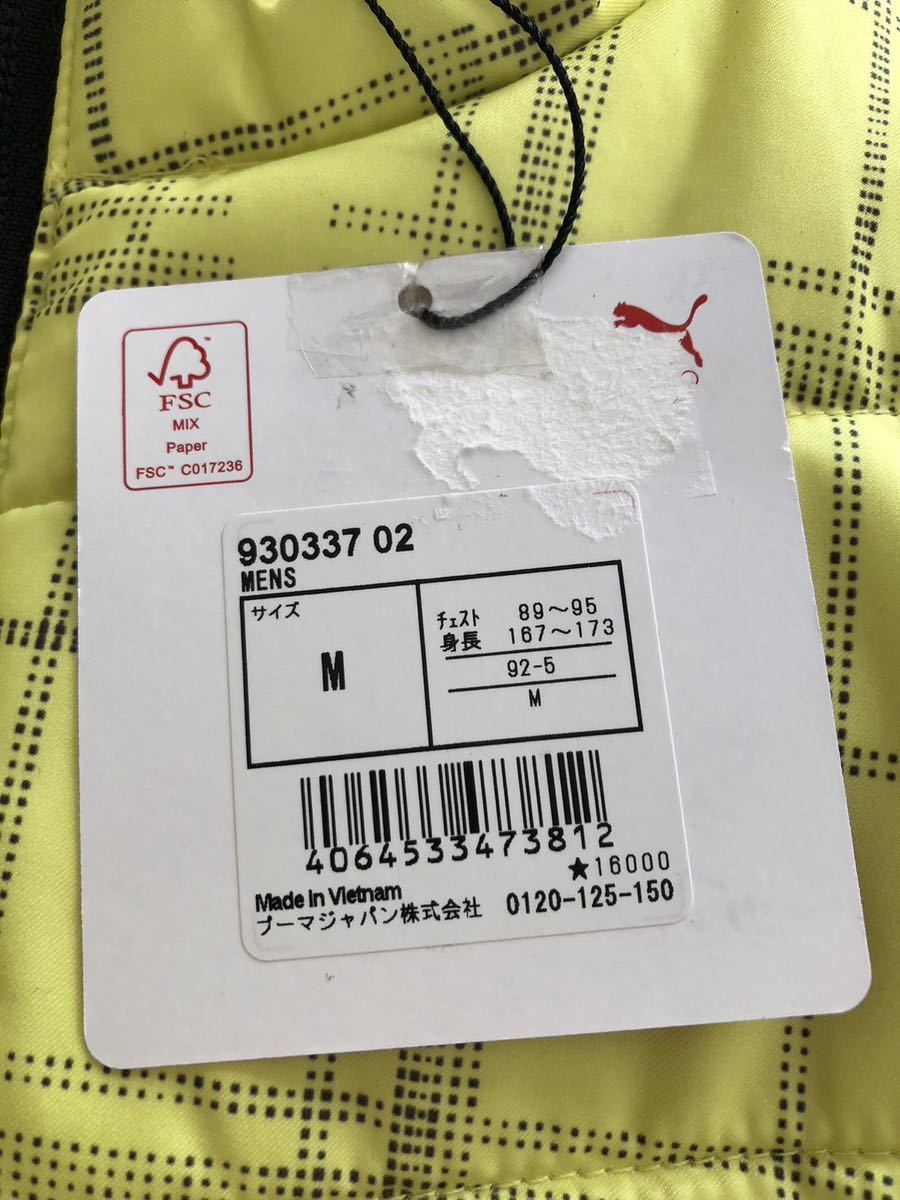 FSC
MIX
Paper
FSC™ C017236
930337 02
MENS
サイズ
M
チェスト 89～95
身長 167～173
92-5
M
4064533473812
★16000
Made in Vietnam
プーマジャパン株式会社 0120-125-150